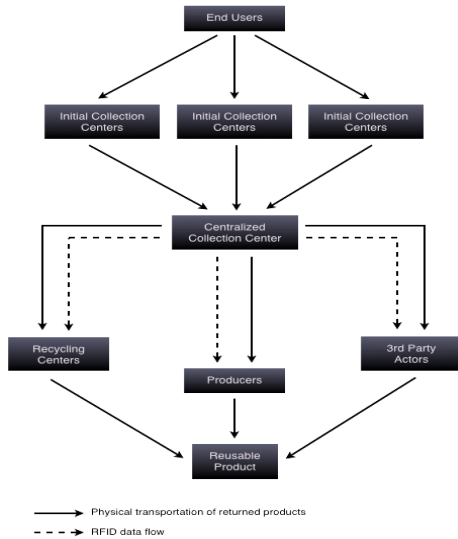 End Users
Initial Collection
Centers
Initial Collection
Centers
Initial Collection
Centers
Centralized
Collection Center
Recycling
Centers
Producers
3rd Party
Actors
Reusable
Product
Physical transportation of returned products
RFID data flow